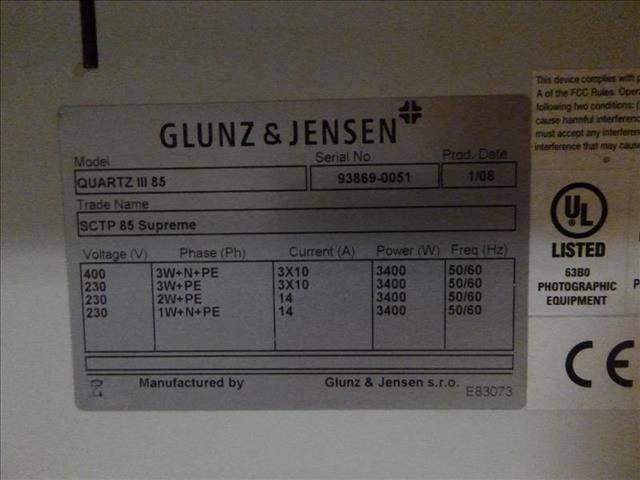 GLUNZ & JENSEN
Model Serial No. Prod. Date
QUARTZ III 85 93869-0051 1/08
Trade Name
SCTP 85 Supreme
Voltage (V) Phase (Ph) Current (A) Power (W) Freq (Hz)
400 3W+N+PE 3X10 3400 50/60
230 3W+PE 3X10 3400 50/60
230 2W+PE 14 3400 50/60
230 1W+N+PE 14 3400 50/60
Manufactured by Glunz & Jensen s.r.o. E83073
This device complies with
A of the FCC Rules. Oper
following two conditions:
cause harmful interferenc
must accept any interfere
interference that may cau
UL
LISTED
63B0
PHOTOGRAPHIC
EQUIPMENT
CE